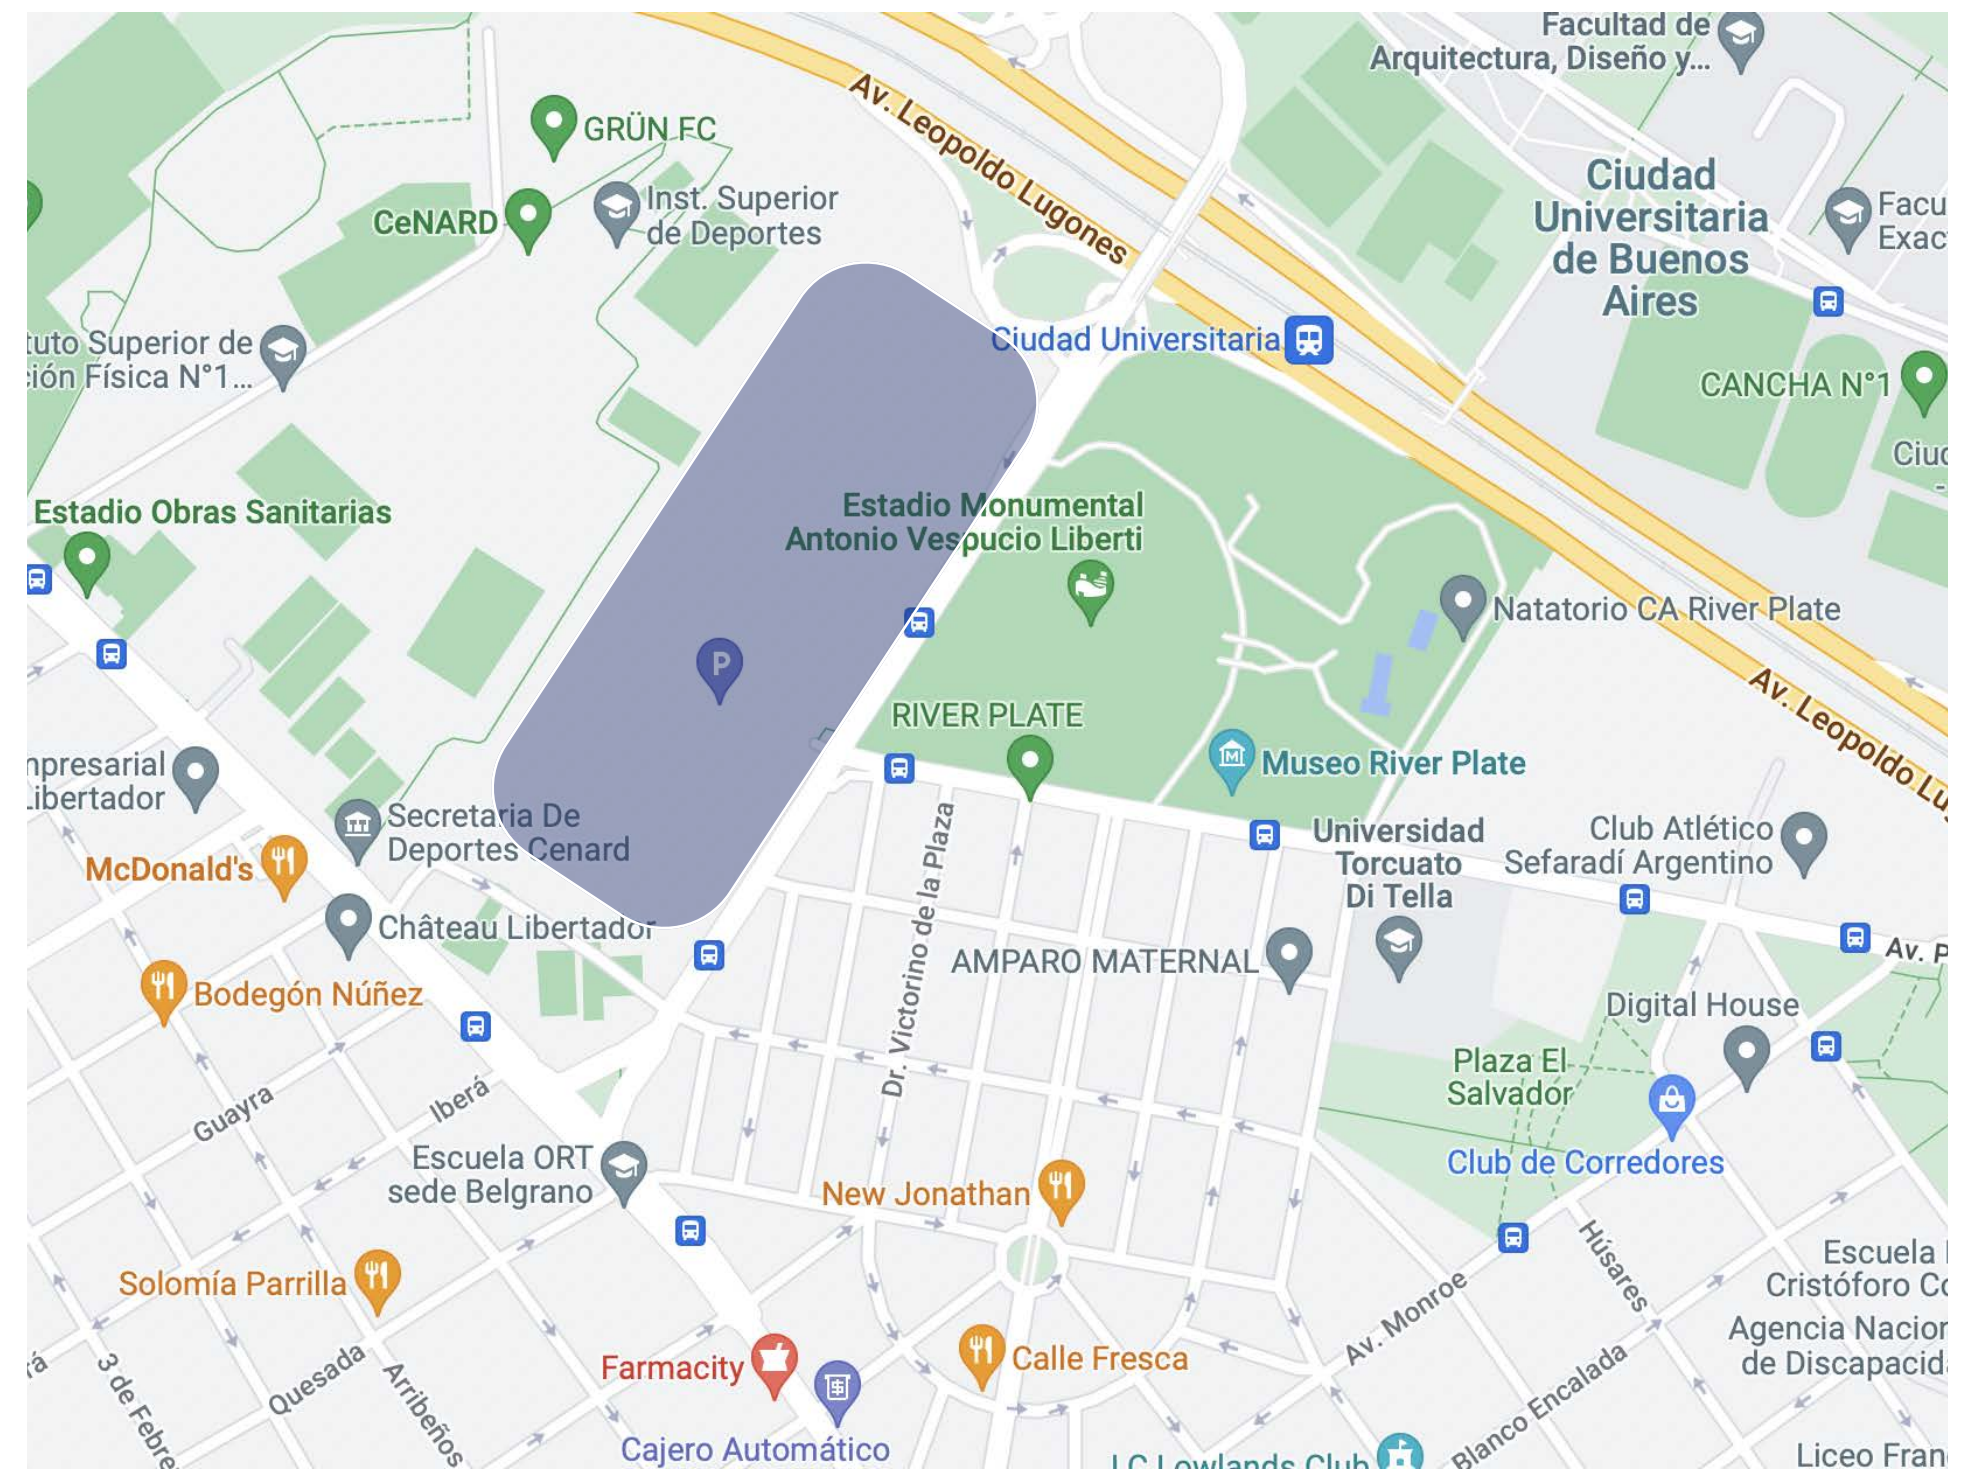 Facultad de
Arquitectura, Diseño y...
Av. Leopoldo Lugones
GRÜN FC
CeNARD
Inst. Superior
de Deportes
Ciudad
Universitaria
de Buenos
Aires
Facu
Exac
tuto Superior de
ción Física N°1...
Ciudad Universitaria
CANCHA N°1
Ciud
Estadio Obras Sanitarias
Estadio Monumental
Antonio Vespucio Liberti
Natatorio CA River Plate
P
RIVER PLATE
Museo River Plate
Av. Leopoldo Lu
mpresarial
Libertador
Secretaria De
Deportes Cenard
McDonald's
Château Libertador
Universidad
Torcuato
Di Tella
Club Atlético
Sefaradí Argentino
Dr. Victorino de la Plaza
AMPARO MATERNAL
Av. P
Bodegón Núñez
Digital House
Plaza El
Salvador
Guayra
Iberá
Club de Corredores
Escuela ORT
sede Belgrano
New Jonathan
Húsares
Escuela
Cristóforo Co
Solomía Parrilla
Av. Monroe
Agencia Nacion
de Discapacid
Quesada
3 de Febre
Arribeños
Farmacity
Calle Fresca
Blanco Encalada
Cajero Automático
LC Lowlands Club
Liceo Fran